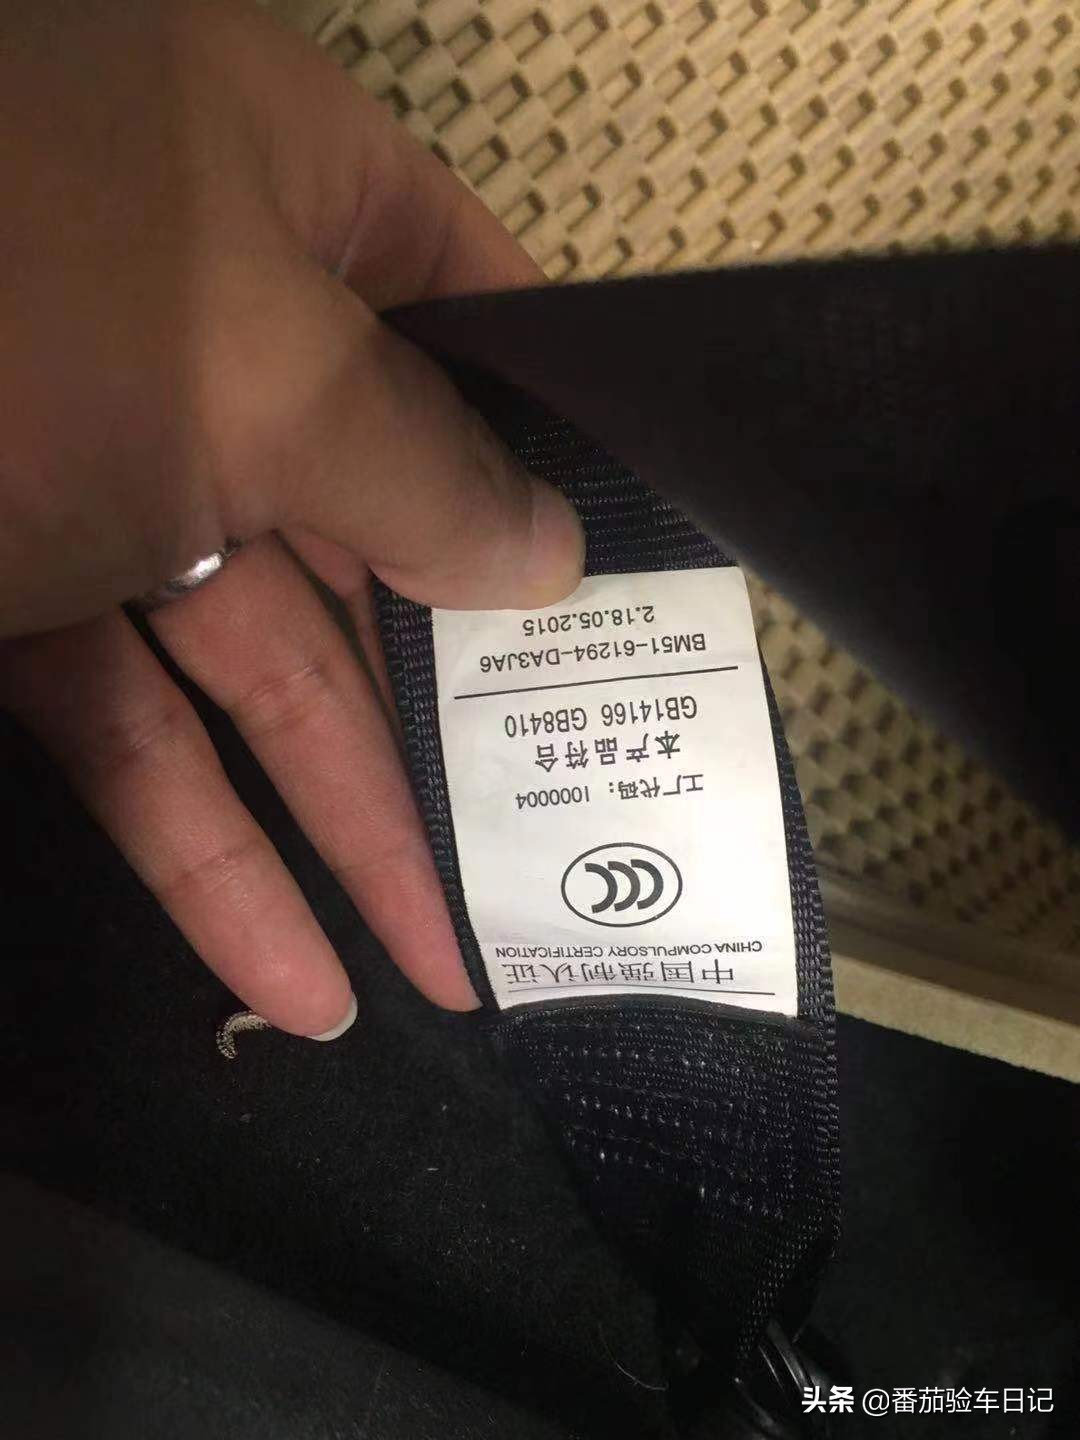 中国强制认证
CHINA COMPULSORY CERTIFICATION
CCC
工厂代码：1000004
本产品符合
GB14166 GB8410
BM51-61294-DA3JA6
2.18.05.2015
头条 @番茄验车日记